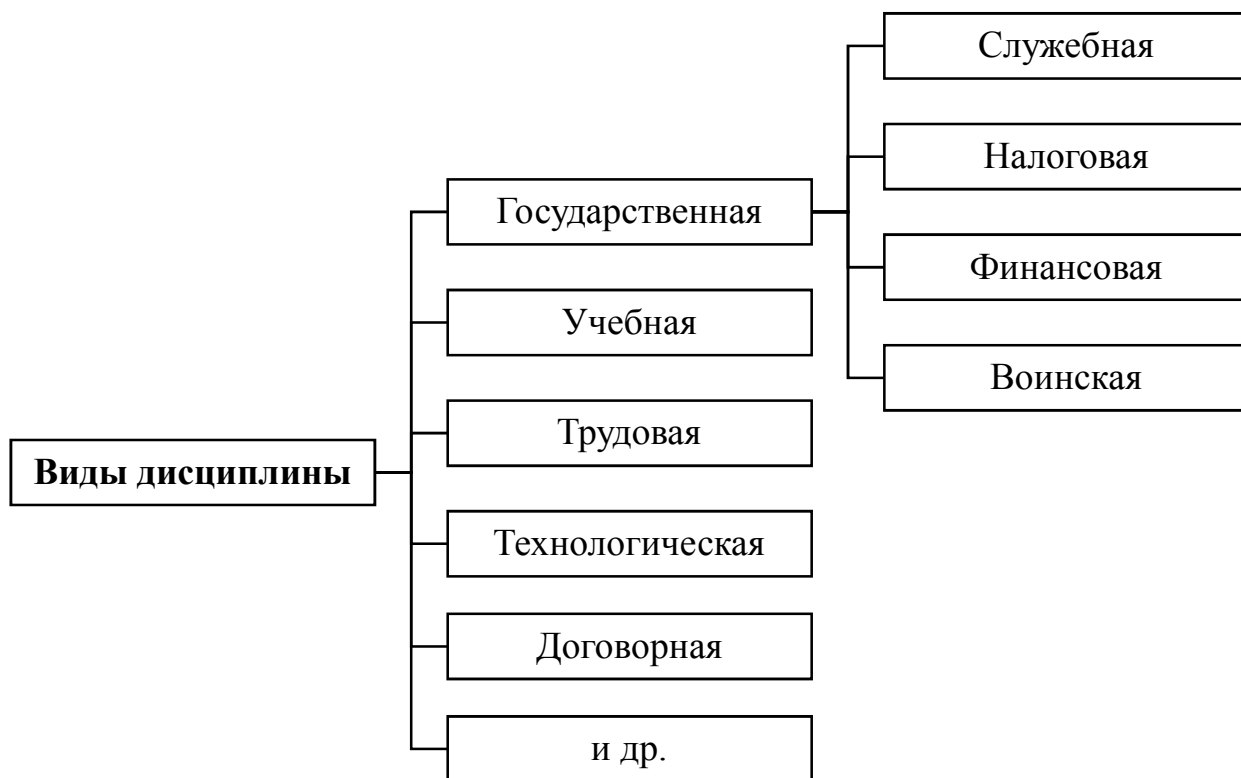 Виды дисциплины
Государственная
Служебная
Налоговая
Финансовая
Воинская
Учебная
Трудовая
Технологическая
Договорная
и др.